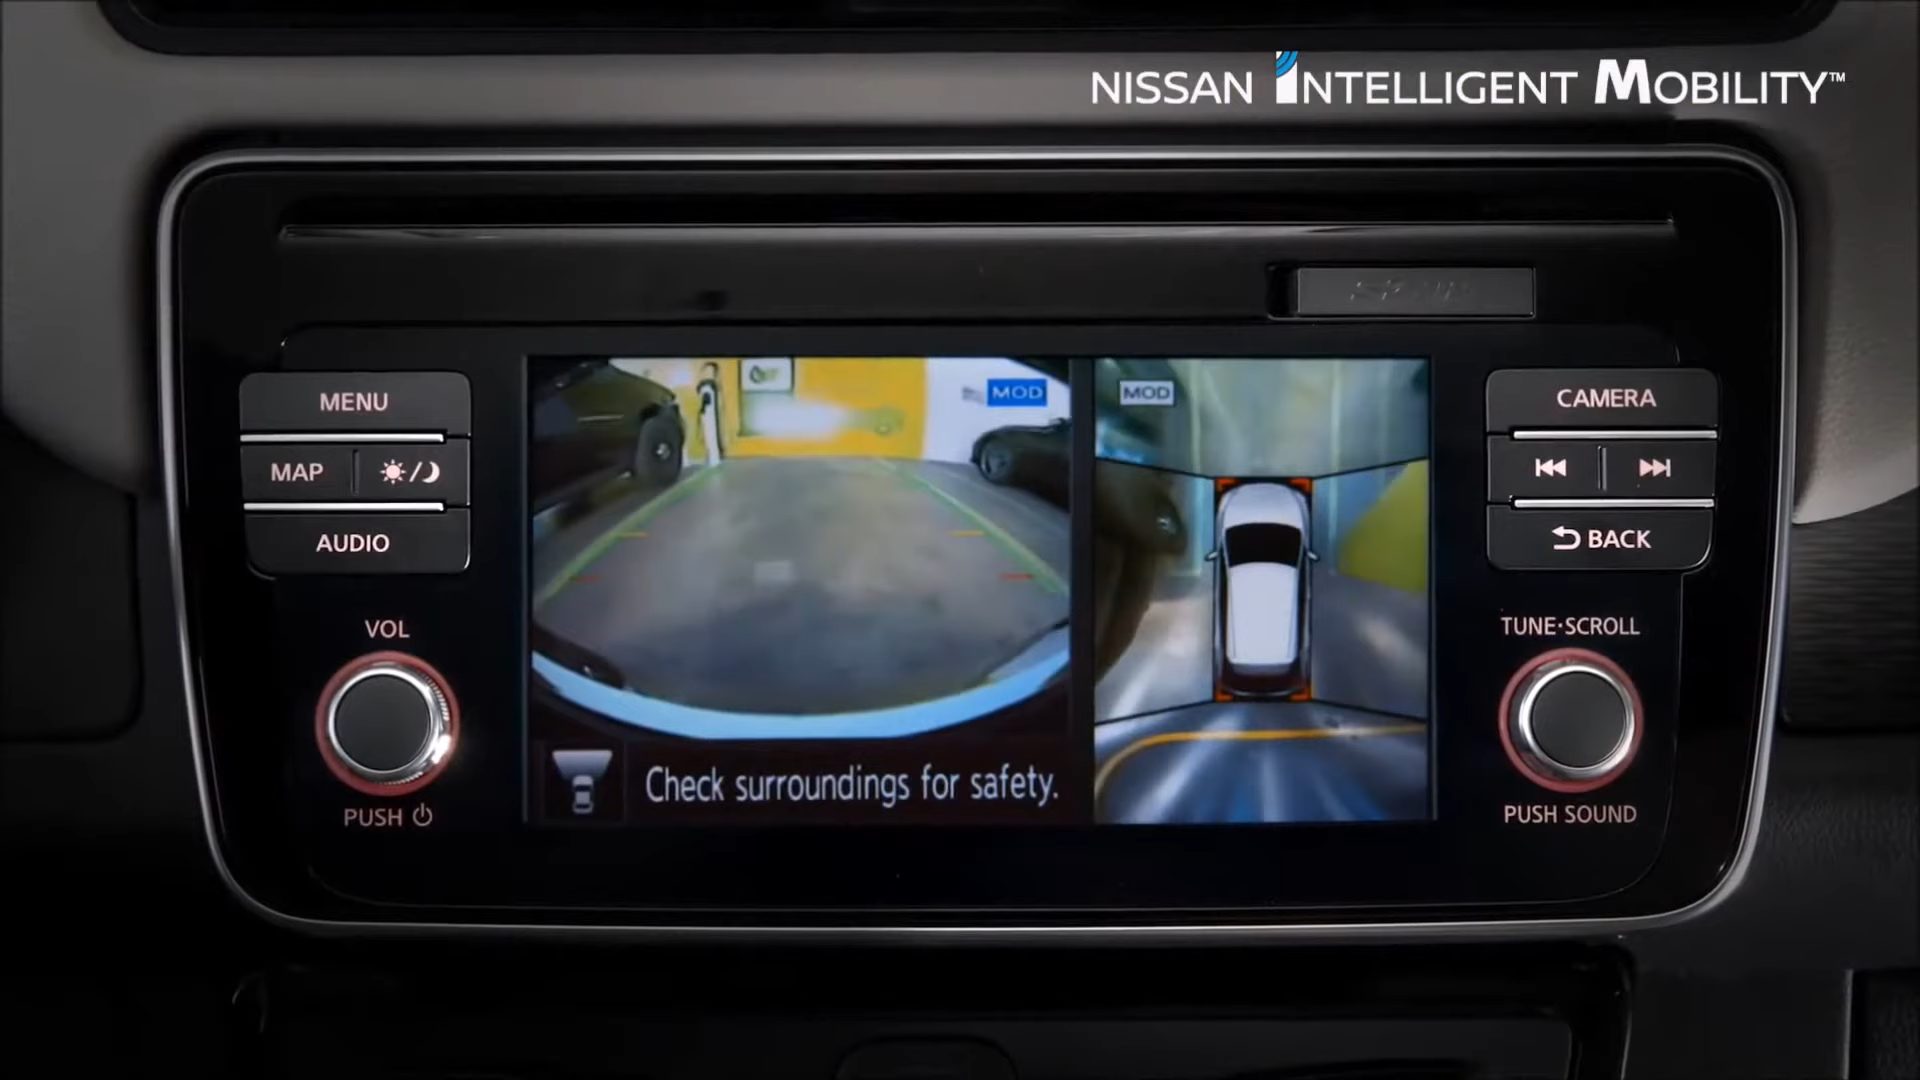 NISSAN INTELLIGENT MOBILITY™
MENU
MAP
AUDIO
VOL
PUSH
MOD
MOD
Check surroundings for safety.
CAMERA
BACK
TUNE·SCROLL
PUSH SOUND